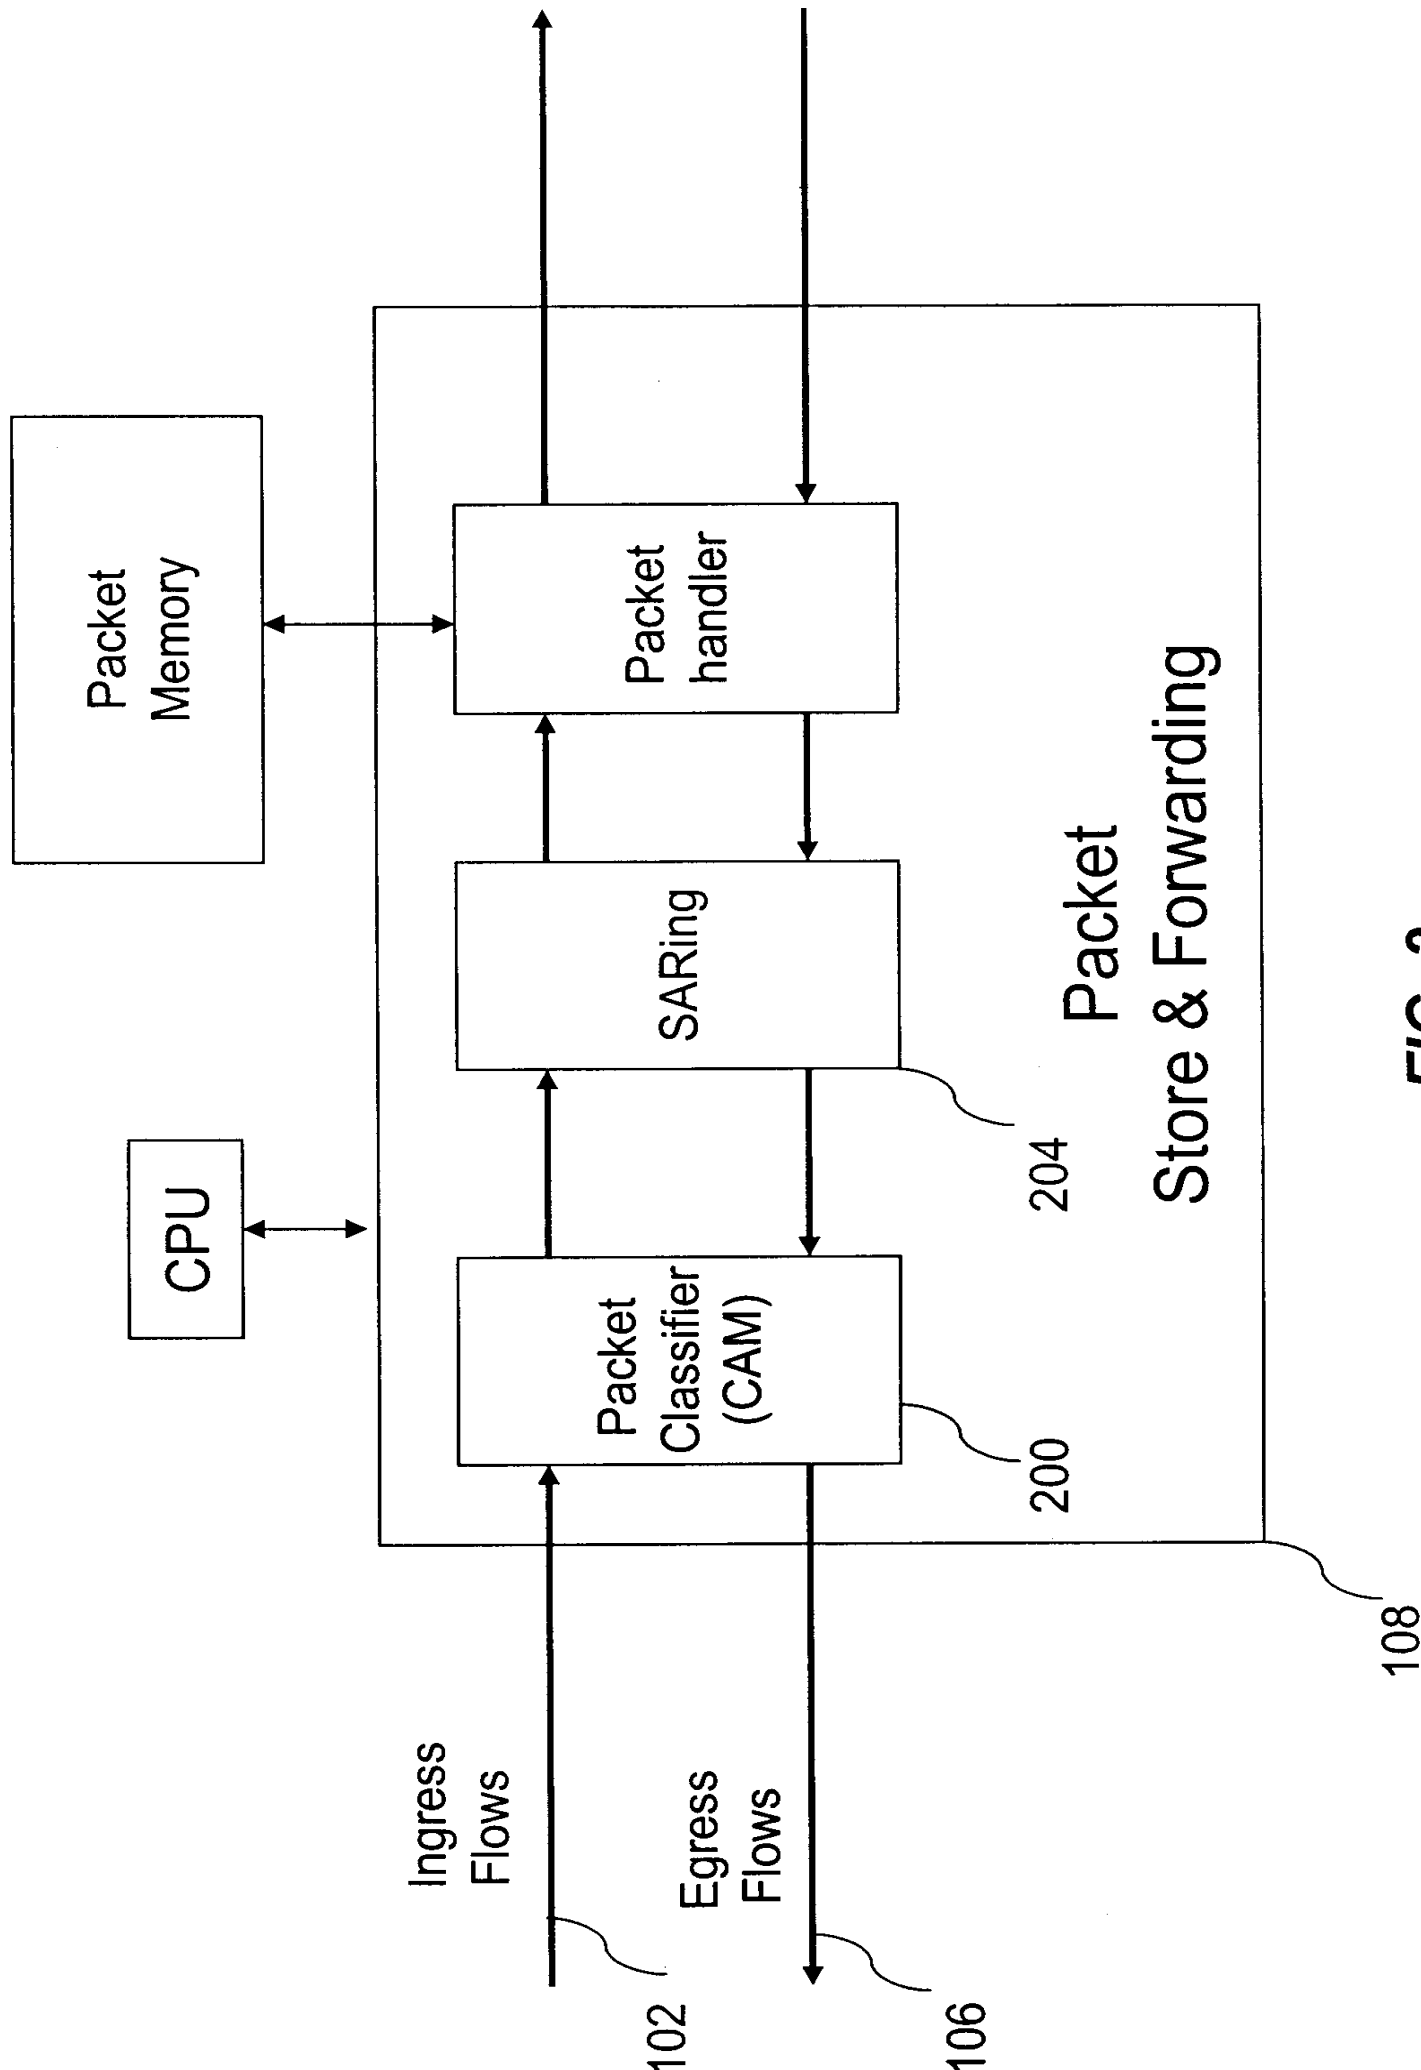 Packet
Memory
CPU
Packet
Classifier
(CAM)
SARing
Packet
handler
Ingress
Flows
Egress
Flows
102
106
200
204
Packet
Store & Forwarding
108